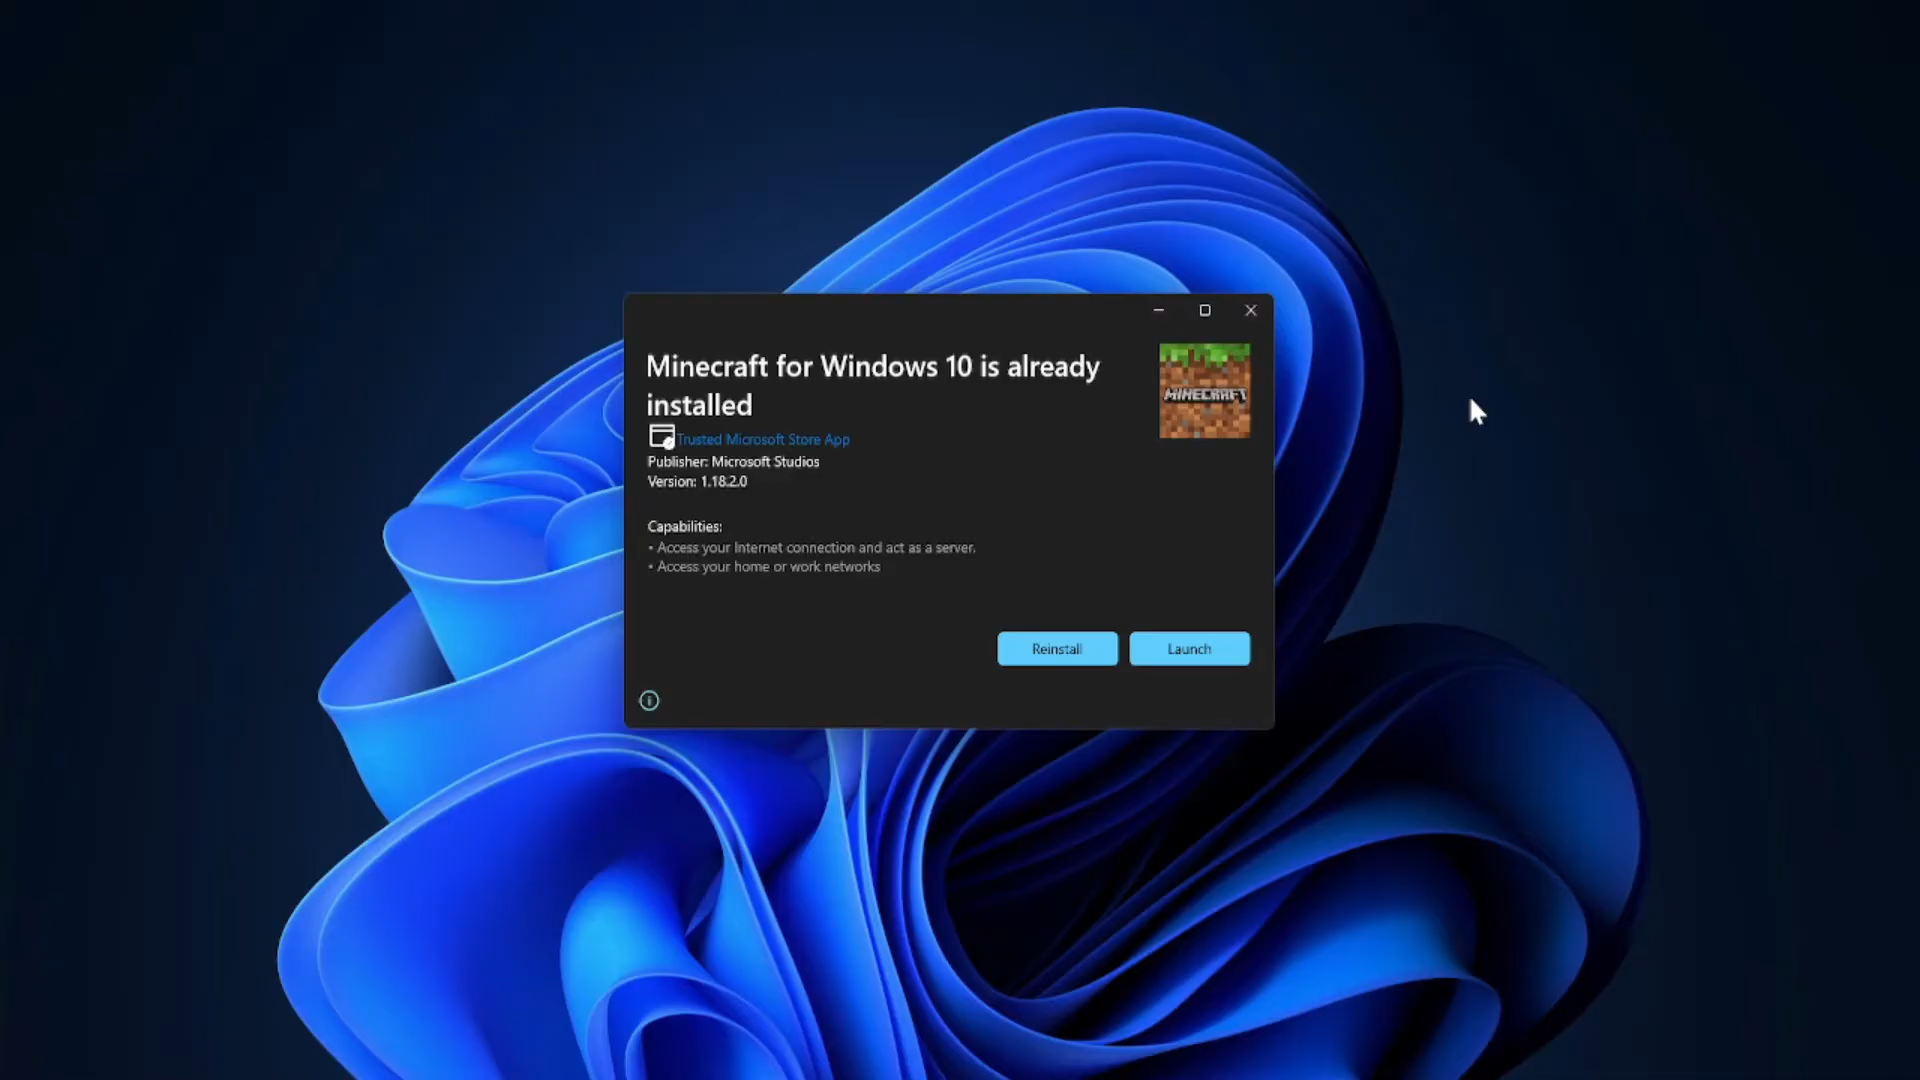 Minecraft for Windows 10 is already
installed
MINECRAFT
Trusted Microsoft Store App
Publisher: Microsoft Studios
Version: 1.18.2.0
Capabilities:
• Access your Internet connection and act as a server.
• Access your home or work networks
Reinstall
Launch